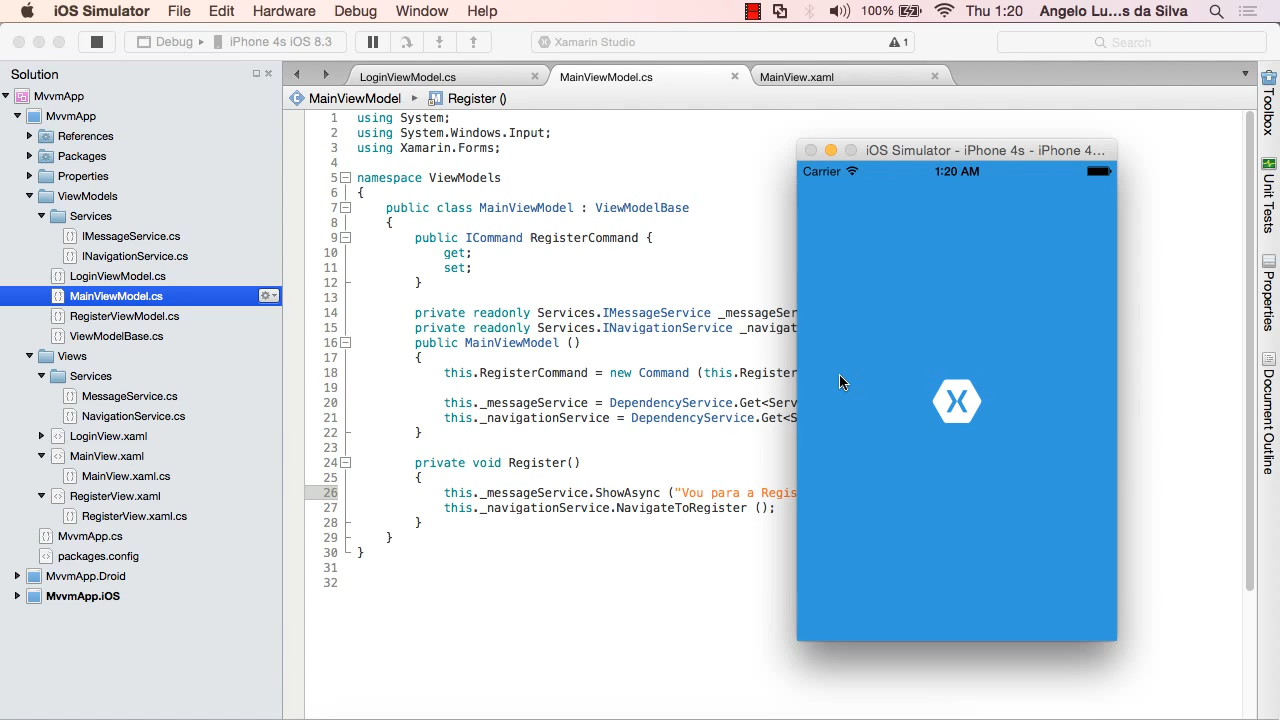 iOS Simulator File Edit Hardware Debug Window Help 100% Thu 1:20 Angelo Lu...s da Silva
Debug iPhone 4s iOS 8.3 Xamarin Studio 1 Search
Solution
LoginViewModel.cs MainViewModel.cs MainView.xaml
MainViewModel Register ()
MvvmApp
MvvmApp
References
Packages
Properties
ViewModels
Services
IMessageService.cs
INavigationService.cs
LoginViewModel.cs
MainViewModel.cs
RegisterViewModel.cs
ViewModelBase.cs
Views
Services
MessageService.cs
NavigationService.cs
LoginView.xaml
MainView.xaml
MainView.xaml.cs
RegisterView.xaml
RegisterView.xaml.cs
MvvmApp.cs
packages.config
MvvmApp.Droid
MvvmApp.iOS
1 using System;
2 using System.Windows.Input;
3 using Xamarin.Forms;
4
5 namespace ViewModels
6 {
7 public class MainViewModel : ViewModelBase
8 {
9 public ICommand RegisterCommand {
10 get;
11 set;
12 }
13
14 private readonly Services.IMessageService _messageSer
15 private readonly Services.INavigationService _navigat
16 public MainViewModel ()
17 {
18 this.RegisterCommand = new Command (this.Register
19
20 this._messageService = DependencyService.Get<Serv
21 this._navigationService = DependencyService.Get<S
22 }
23
24 private void Register()
25 {
26 this._messageService.ShowAsync ("Vou para a Regis
27 this._navigationService.NavigateToRegister ();
28 }
29 }
30 }
31
32
iOS Simulator - iPhone 4s - iPhone 4...
Carrier 1:20 AM
Toolbox
Unit Tests
Properties
Document Outline